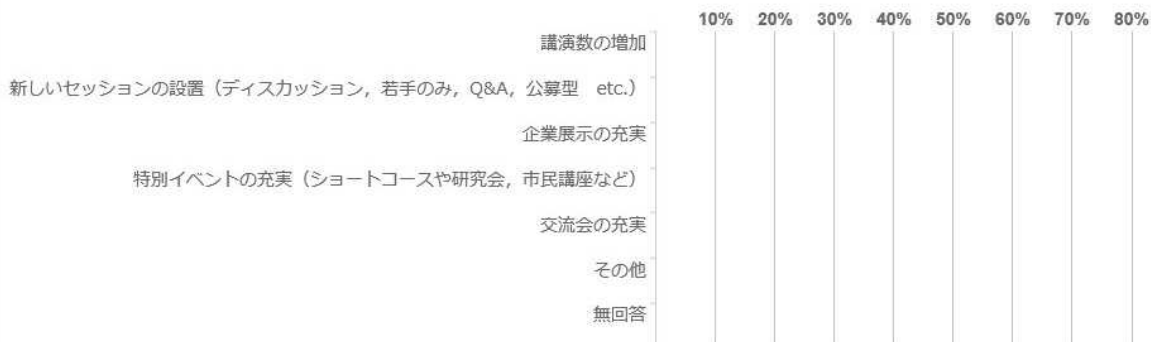 10% 20% 30% 40% 50% 60% 70% 80%
講演数の増加
新しいセッションの設置（ディスカッション，若手のみ，Q&A，公募型　etc.）
企業展示の充実
特別イベントの充実（ショートコースや研究会，市民講座など）
交流会の充実
その他
無回答